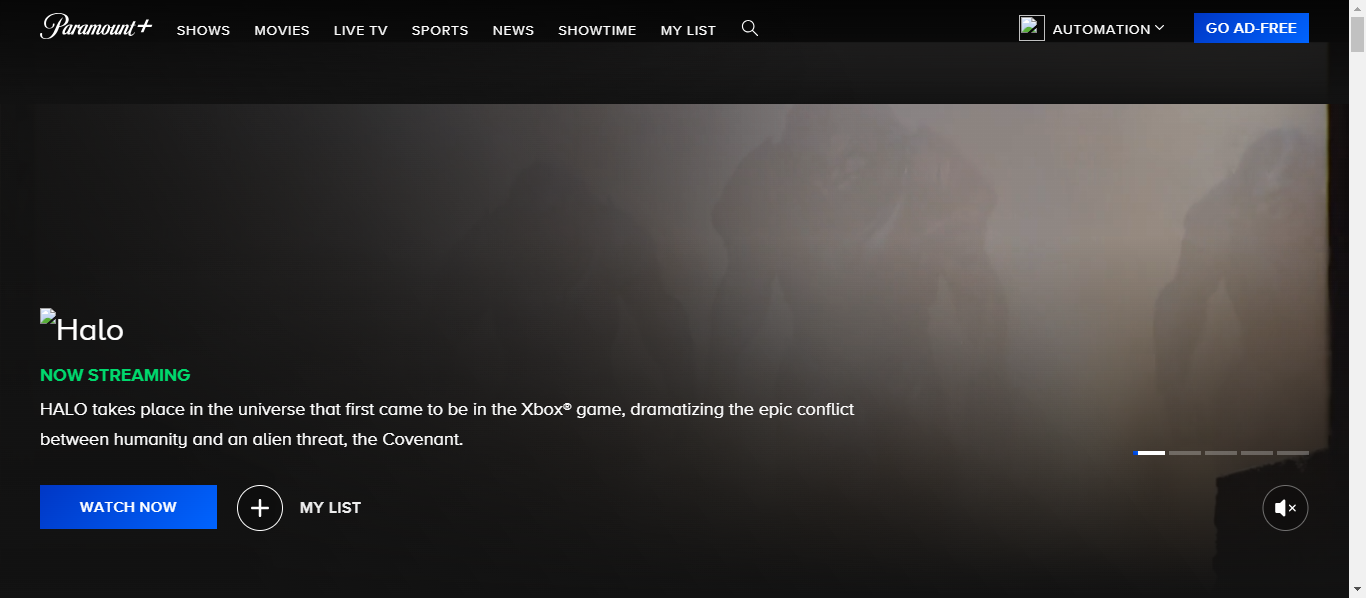 Paramount+ SHOWS MOVIES LIVE TV SPORTS NEWS SHOWTIME MY LIST AUTOMATION GO AD-FREE
Halo
NOW STREAMING
HALO takes place in the universe that first came to be in the Xbox® game, dramatizing the epic conflict
between humanity and an alien threat, the Covenant.
WATCH NOW MY LIST